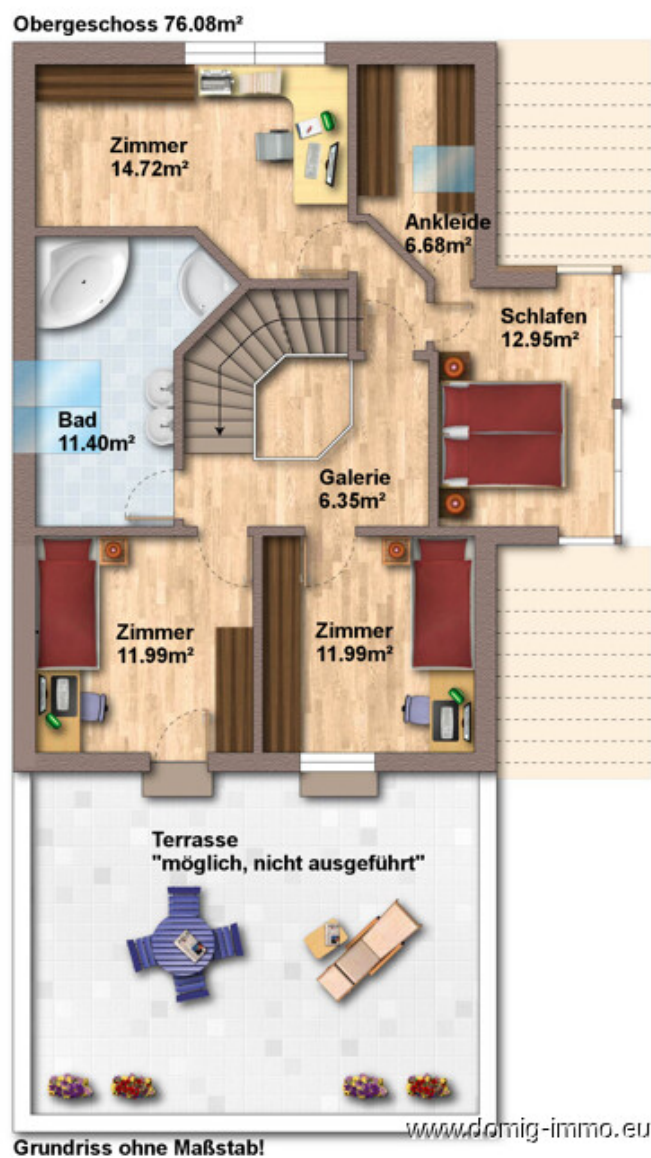 Obergeschoss 76.08m²
Zimmer
14.72m²
Ankleide
6.68m²
Schlafen
12.95m²
Bad
11.40m²
Galerie
6.35m²
Zimmer
11.99m²
Zimmer
11.99m²
Terrasse
"möglich, nicht ausgeführt"
www.domig-immo.eu
Grundriss ohne Maßstab!